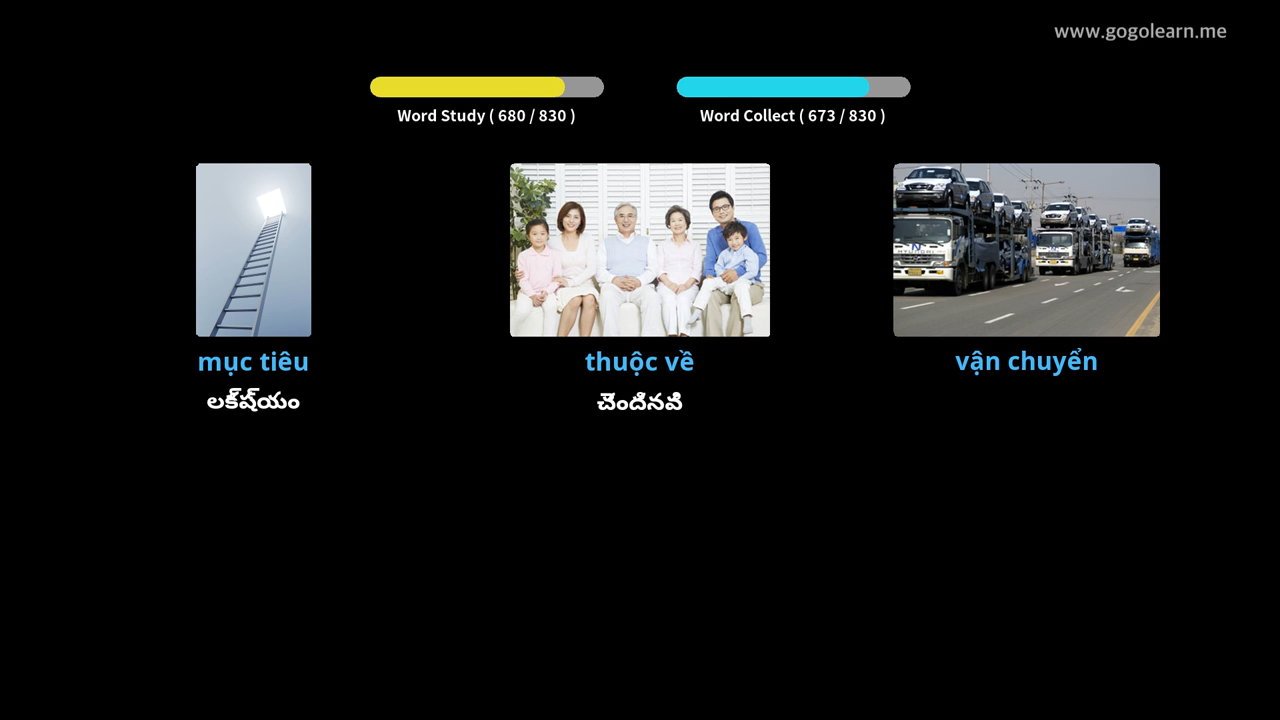 www.gogolearn.me
Word Study ( 680 / 830 )
Word Collect ( 673 / 830 )
mục tiêu
thuộc về
vận chuyển
లక్ష్యం
చెందినవి